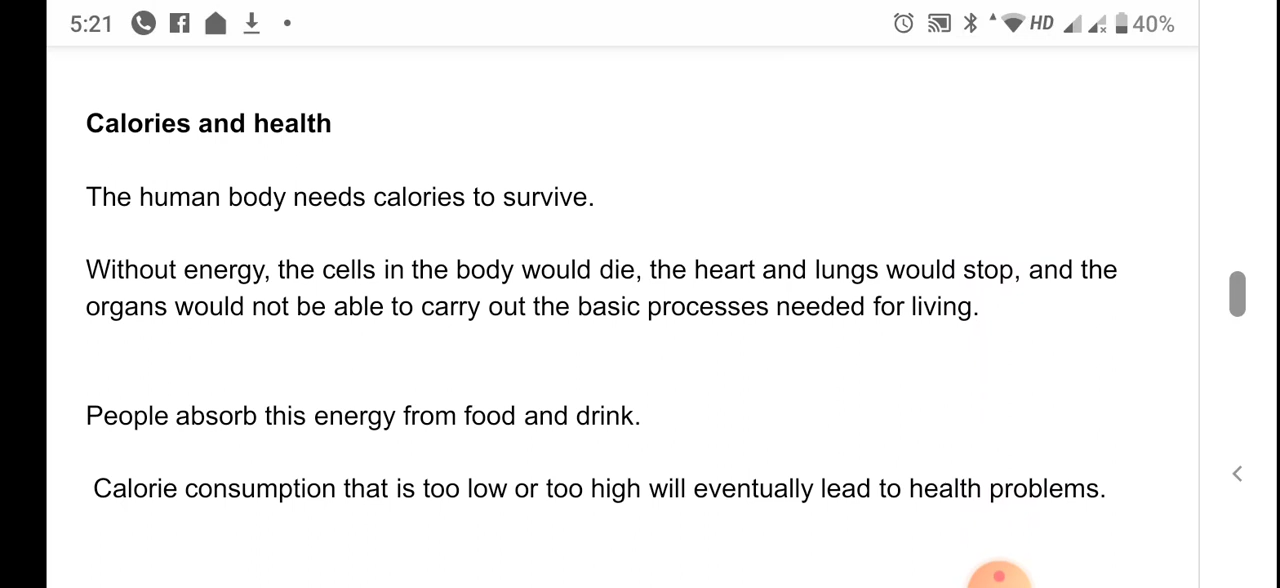 5:21
HD
40%
Calories and health
The human body needs calories to survive.
Without energy, the cells in the body would die, the heart and lungs would stop, and the
organs would not be able to carry out the basic processes needed for living.
People absorb this energy from food and drink.
Calorie consumption that is too low or too high will eventually lead to health problems.